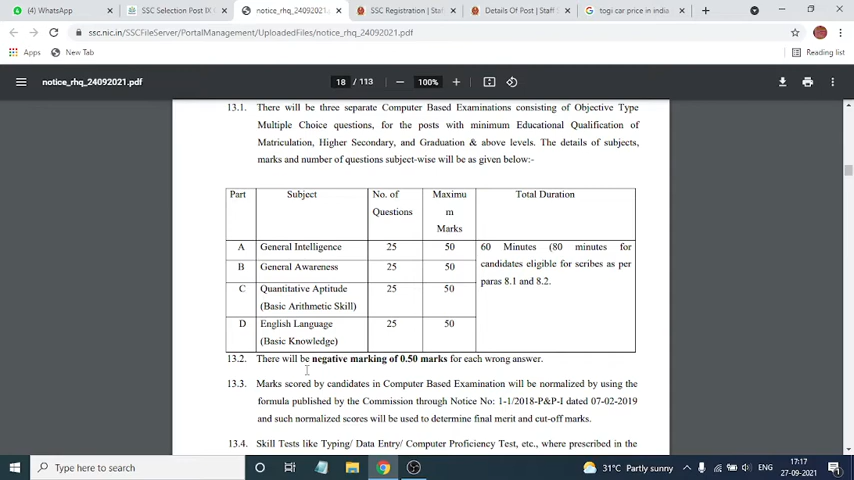 WhatsApp
SSC Selection Post IX (
notice_rhq_24092021.pdf
SSC Registration | Staf
Details Of Post | Staff S
togi car price in india
ssc.nic.in/SSCFileServer/PortalManagement/UploadedFiles/notice_rhq_24092021.pdf
Apps
New Tab
Reading list
notice_rhq_24092021.pdf
18 / 113
100%
13.1. There will be three separate Computer Based Examinations consisting of Objective Type
Multiple Choice questions, for the posts with minimum Educational Qualification of
Matriculation, Higher Secondary, and Graduation & above levels. The details of subjects,
marks and number of questions subject-wise will be as given below:-
Part Subject No. of Questions Maximu m Marks Total Duration
A General Intelligence 25 50 60 Minutes (80 minutes for
B General Awareness 25 50 candidates eligible for scribes as per
paras 8.1 and 8.2.
C Quantitative Aptitude 25 50
(Basic Arithmetic Skill)
D English Language 25 50
(Basic Knowledge)
13.2. There will be negative marking of 0.50 marks for each wrong answer.
13.3. Marks scored by candidates in Computer Based Examination will be normalized by using the
formula published by the Commission through Notice No: 1-1/2018-P&P-I dated 07-02-2019
and such normalized scores will be used to determine final merit and cut-off marks.
13.4. Skill Tests like Typing/ Data Entry/ Computer Proficiency Test, etc., where prescribed in the
Type here to search
31°C Partly sunny
ENG
17:17
27-09-2021